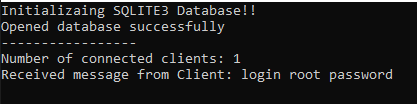 Initializaing SQLITE3 Database!!
Opened database successfully
-----------------
Number of connected clients: 1
Received message from Client: login root password